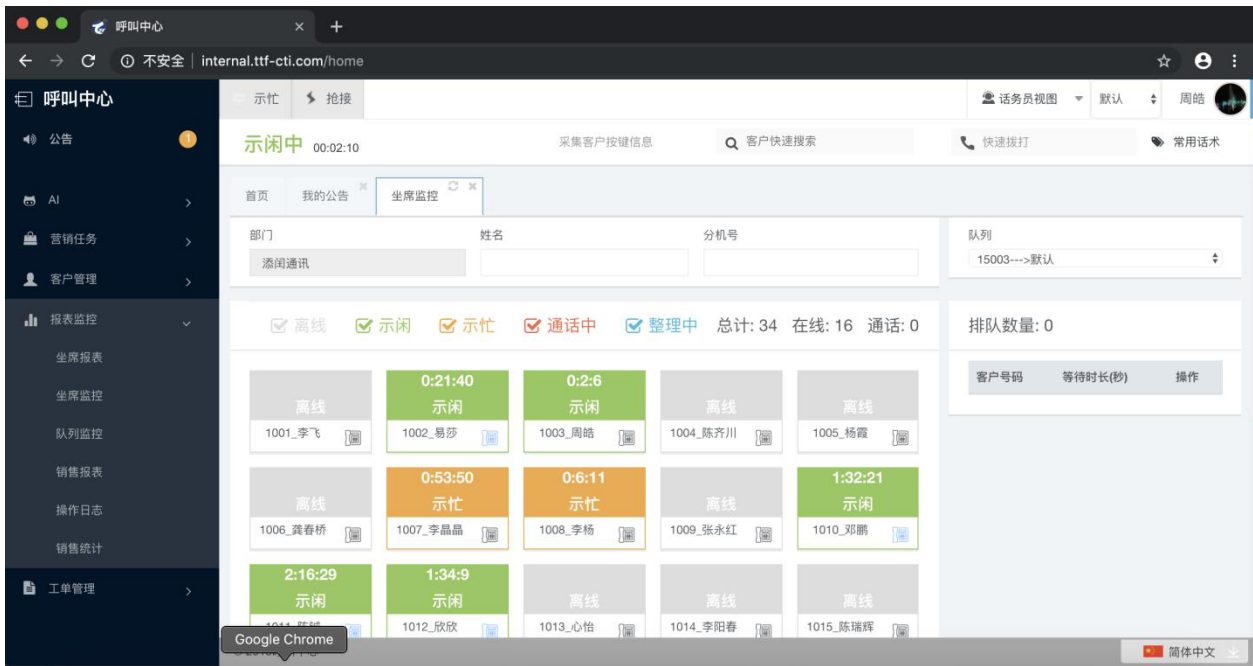 呼叫中心
不安全 | internal.ttf-cti.com/home
呼叫中心
示忙 抢接 话务员视图 默认 周皓
公告 1
示闲中 00:02:10 采集客户按键信息 客户快速搜索 快速拨打 常用话术
AI
营销任务
客户管理
报表监控
坐席报表
坐席监控
队列监控
销售报表
操作日志
销售统计
工单管理
首页 我的公告 坐席监控
部门 姓名 分机号 队列
添闰通讯 15003--->默认
离线 示闲 示忙 通话中 整理中 总计: 34 在线: 16 通话: 0
排队数量: 0
客户号码 等待时长(秒) 操作
0:21:40 0:2:6
离线 示闲 示闲 离线 离线
1001_李飞 1002_易莎 1003_周皓 1004_陈齐川 1005_杨霞
0:53:50 0:6:11 1:32:21
离线 示忙 示忙 离线 示闲
1006_龚春桥 1007_李晶晶 1008_李杨 1009_张永红 1010_邓鹏
2:16:29 1:34:9
示闲 示闲 离线 离线 离线
1012_欣欣 1013_心怡 1014_李阳春 1015_陈瑞辉
Google Chrome
简体中文